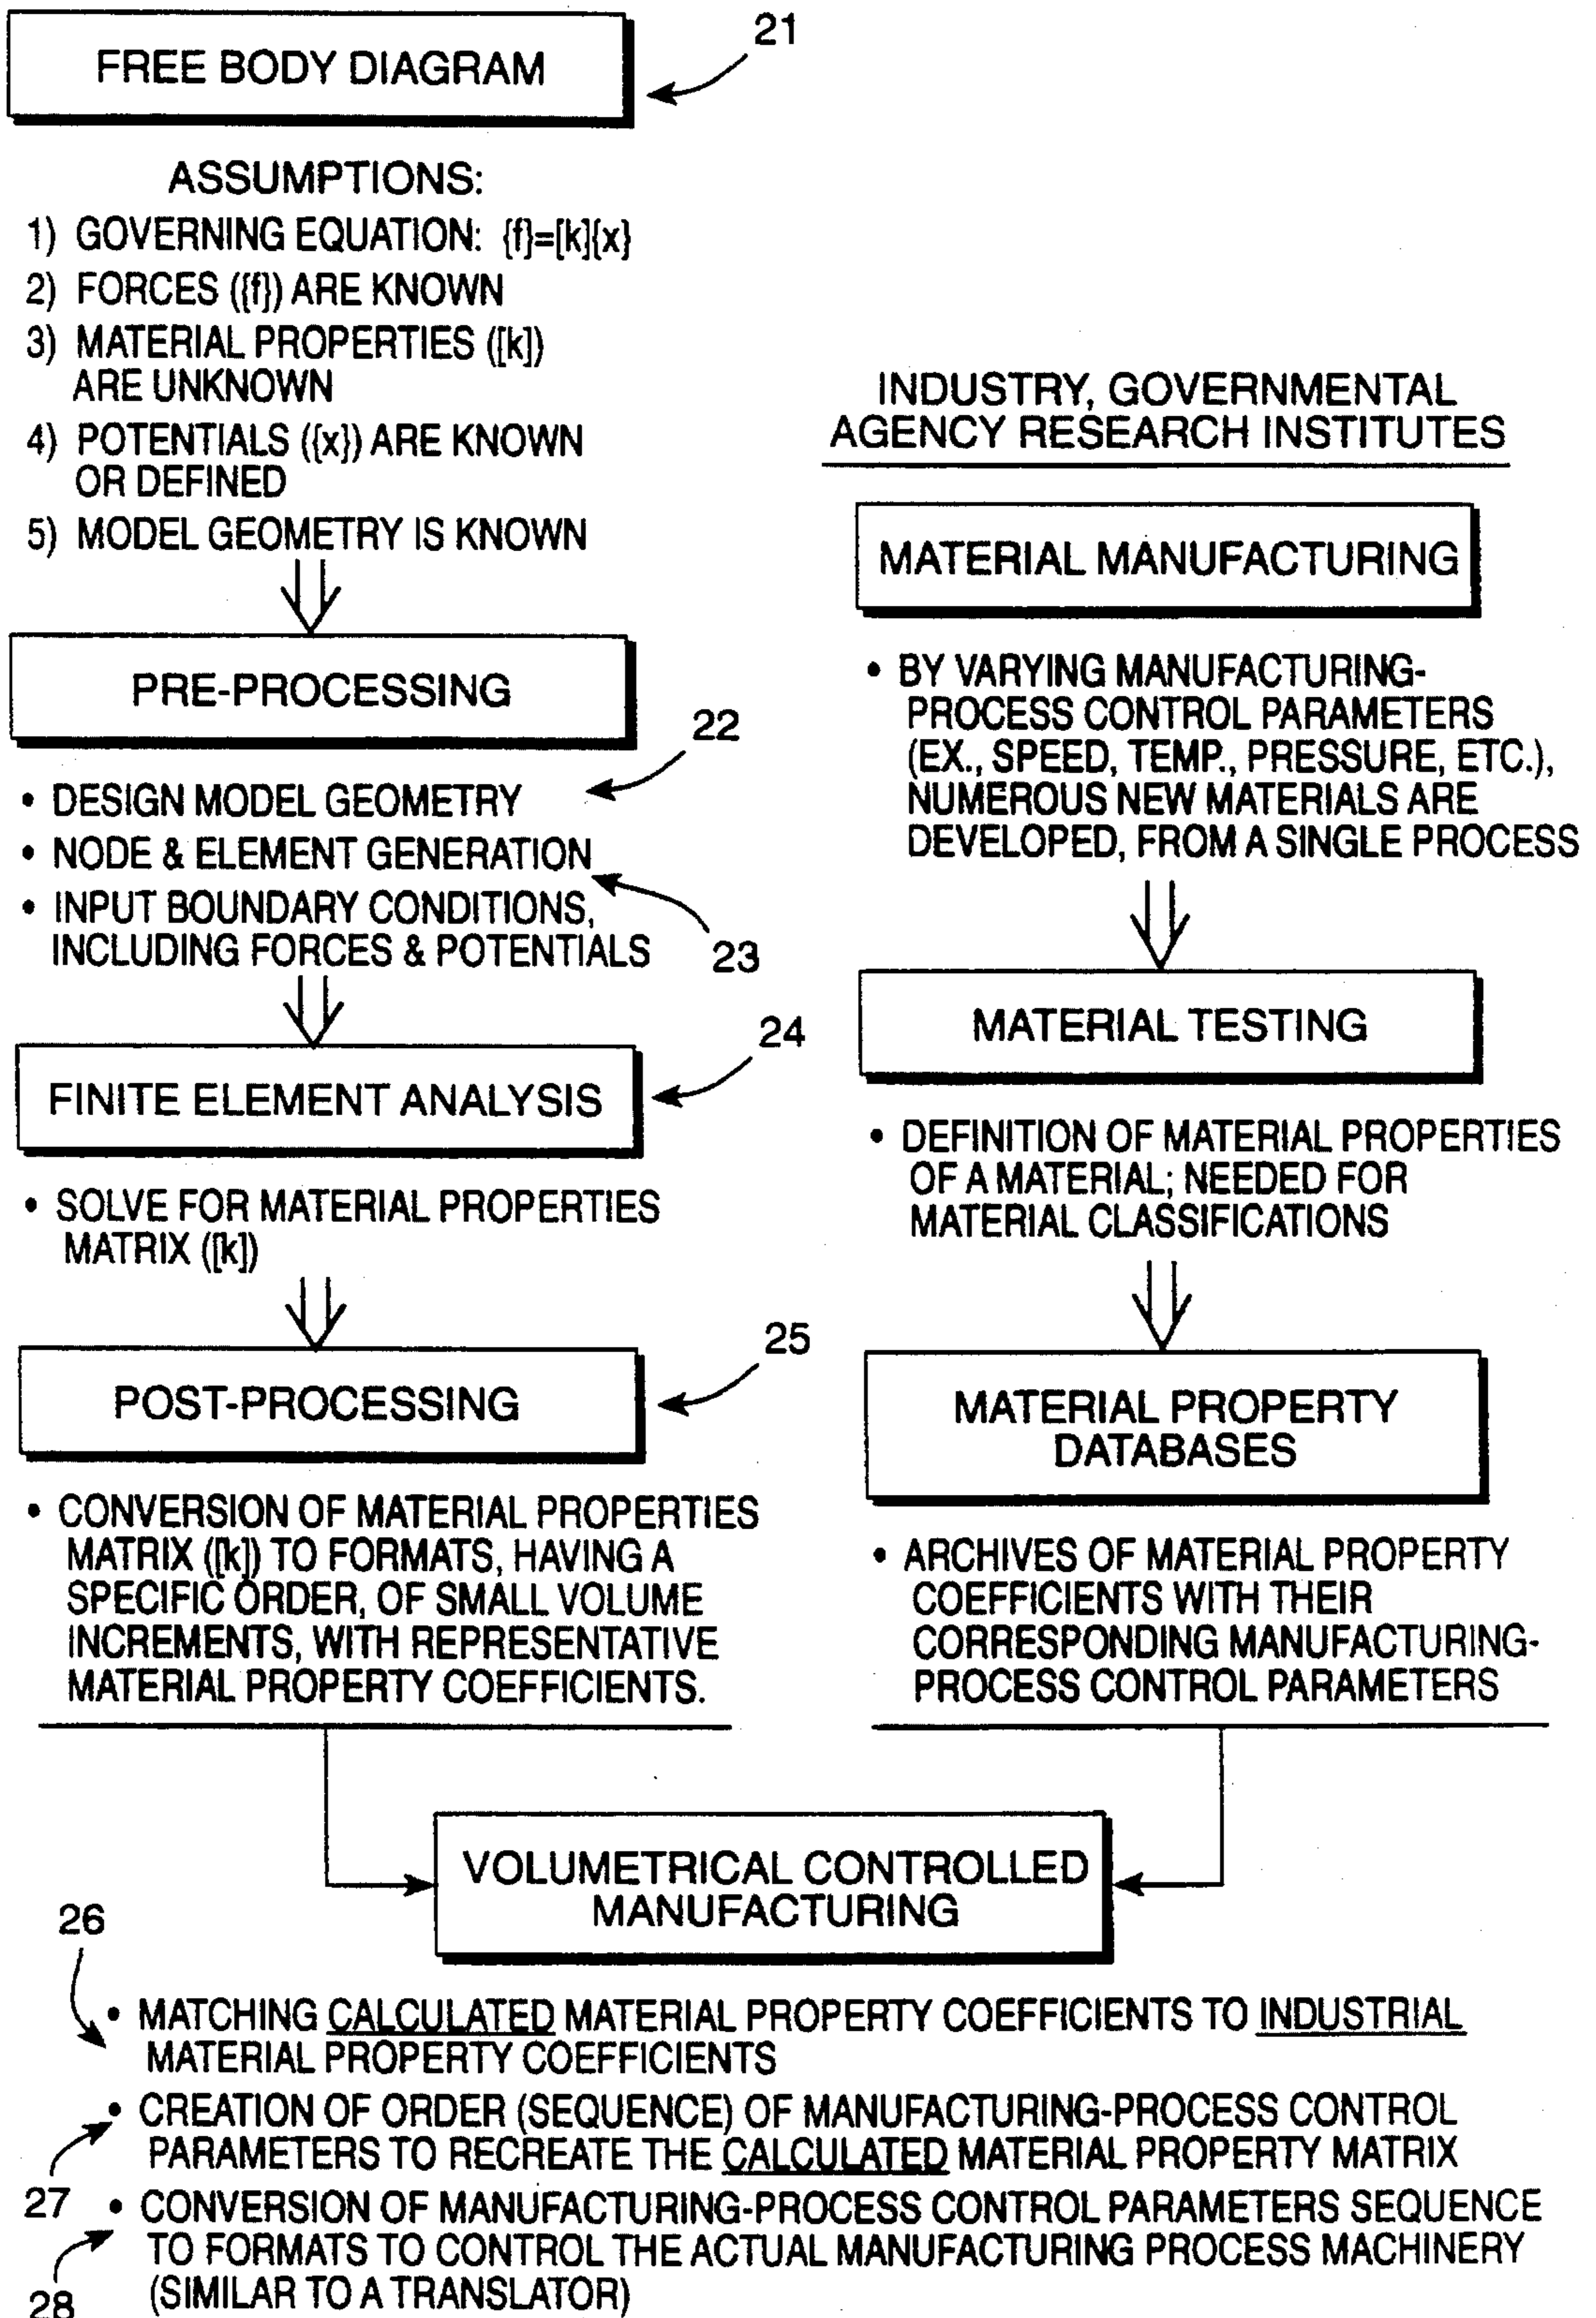 21
FREE BODY DIAGRAM
ASSUMPTIONS:
1) GOVERNING EQUATION: {f}=[k]{x}
2) FORCES ({f}) ARE KNOWN
3) MATERIAL PROPERTIES ([k])
ARE UNKNOWN
4) POTENTIALS ({x}) ARE KNOWN
OR DEFINED
5) MODEL GEOMETRY IS KNOWN
PRE-PROCESSING
22
• DESIGN MODEL GEOMETRY
• NODE & ELEMENT GENERATION
• INPUT BOUNDARY CONDITIONS,
INCLUDING FORCES & POTENTIALS
23
24
FINITE ELEMENT ANALYSIS
• SOLVE FOR MATERIAL PROPERTIES
MATRIX ([k])
25
POST-PROCESSING
• CONVERSION OF MATERIAL PROPERTIES
MATRIX ([k]) TO FORMATS, HAVING A
SPECIFIC ORDER, OF SMALL VOLUME
INCREMENTS, WITH REPRESENTATIVE
MATERIAL PROPERTY COEFFICIENTS.
INDUSTRY, GOVERNMENTAL
AGENCY RESEARCH INSTITUTES
MATERIAL MANUFACTURING
• BY VARYING MANUFACTURING-
PROCESS CONTROL PARAMETERS
(EX., SPEED, TEMP., PRESSURE, ETC.),
NUMEROUS NEW MATERIALS ARE
DEVELOPED, FROM A SINGLE PROCESS
MATERIAL TESTING
• DEFINITION OF MATERIAL PROPERTIES
OF A MATERIAL; NEEDED FOR
MATERIAL CLASSIFICATIONS
MATERIAL PROPERTY
DATABASES
• ARCHIVES OF MATERIAL PROPERTY
COEFFICIENTS WITH THEIR
CORRESPONDING MANUFACTURING-
PROCESS CONTROL PARAMETERS
VOLUMETRICAL CONTROLLED
MANUFACTURING
26
• MATCHING CALCULATED MATERIAL PROPERTY COEFFICIENTS TO INDUSTRIAL
MATERIAL PROPERTY COEFFICIENTS
• CREATION OF ORDER (SEQUENCE) OF MANUFACTURING-PROCESS CONTROL
PARAMETERS TO RECREATE THE CALCULATED MATERIAL PROPERTY MATRIX
27
• CONVERSION OF MANUFACTURING-PROCESS CONTROL PARAMETERS SEQUENCE
TO FORMATS TO CONTROL THE ACTUAL MANUFACTURING PROCESS MACHINERY
(SIMILAR TO A TRANSLATOR)
28